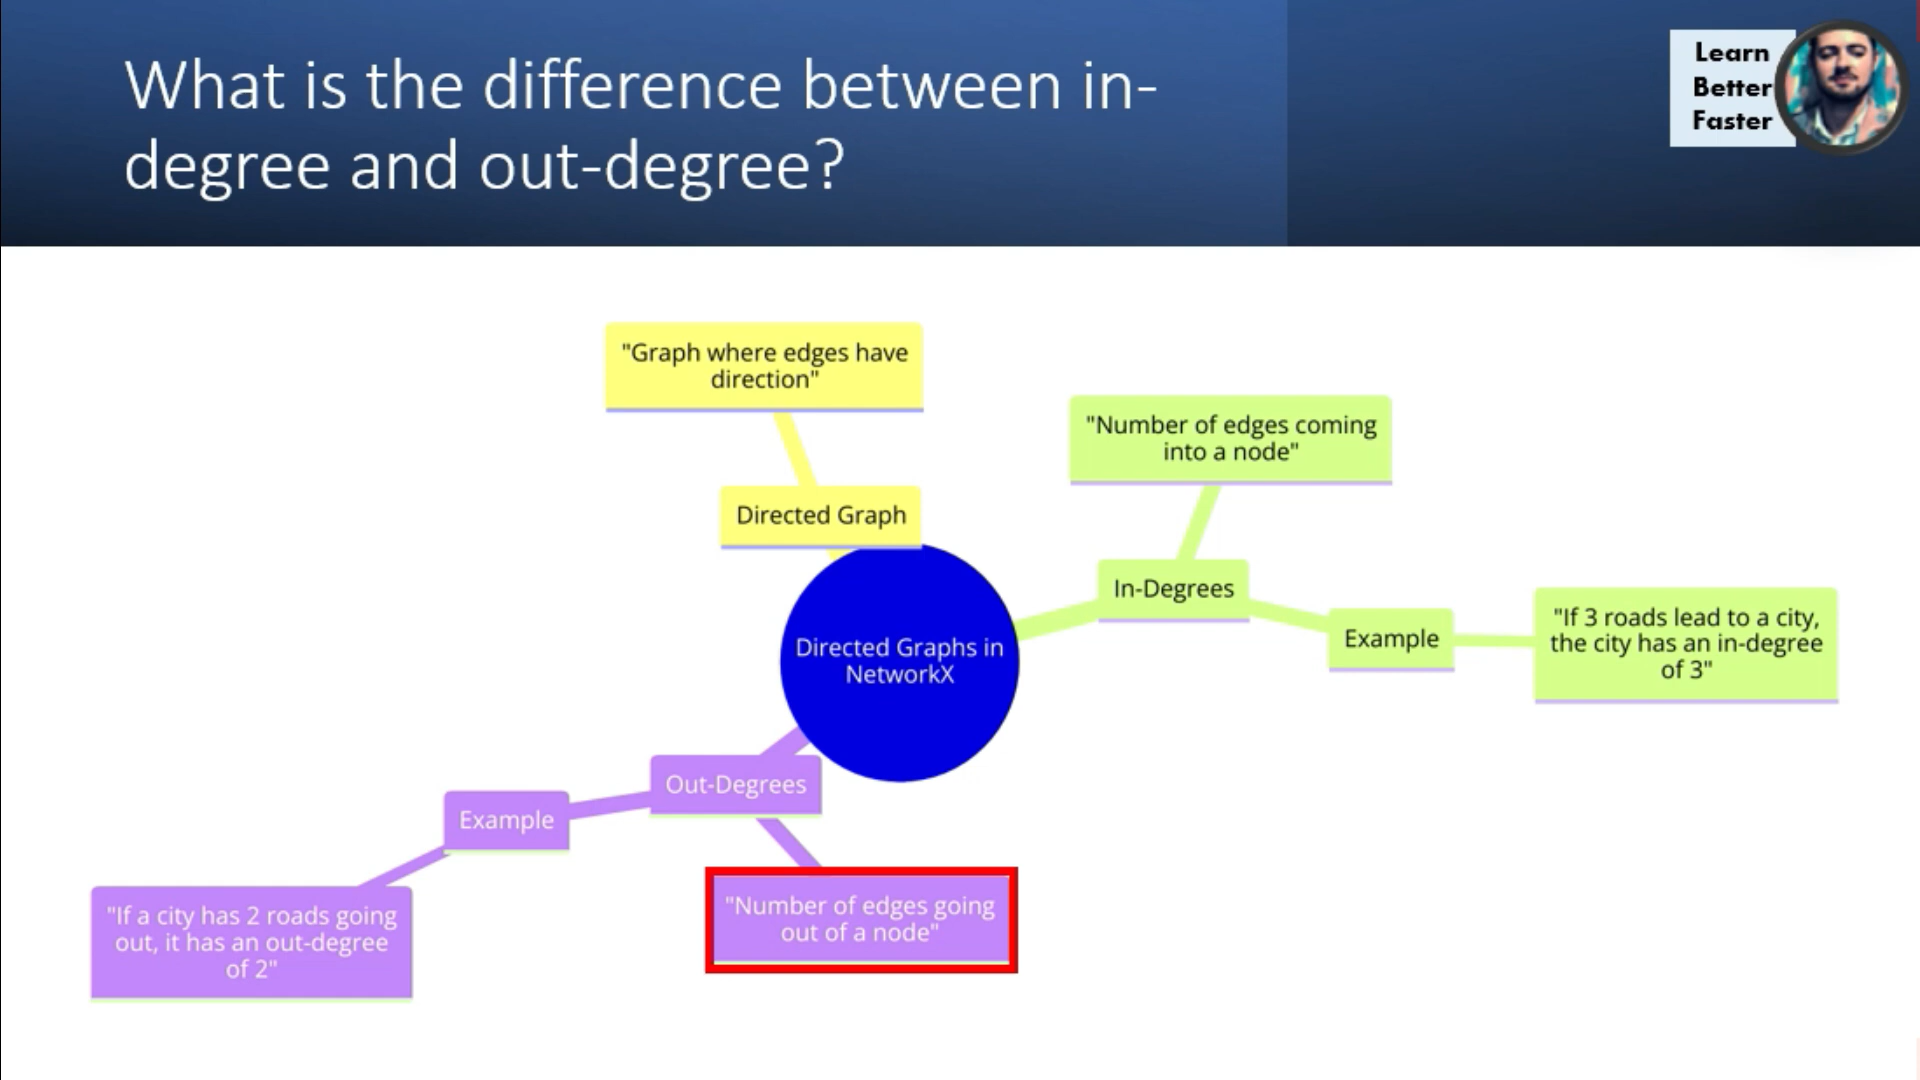 What is the difference between in-
degree and out-degree?
Learn
Better
Faster
"Graph where edges have
direction"
Directed Graph
"Number of edges coming
into a node"
In-Degrees
Example
"If 3 roads lead to a city,
the city has an in-degree
of 3"
Directed Graphs in
NetworkX
Out-Degrees
Example
"If a city has 2 roads going
out, it has an out-degree
of 2"
"Number of edges going
out of a node"